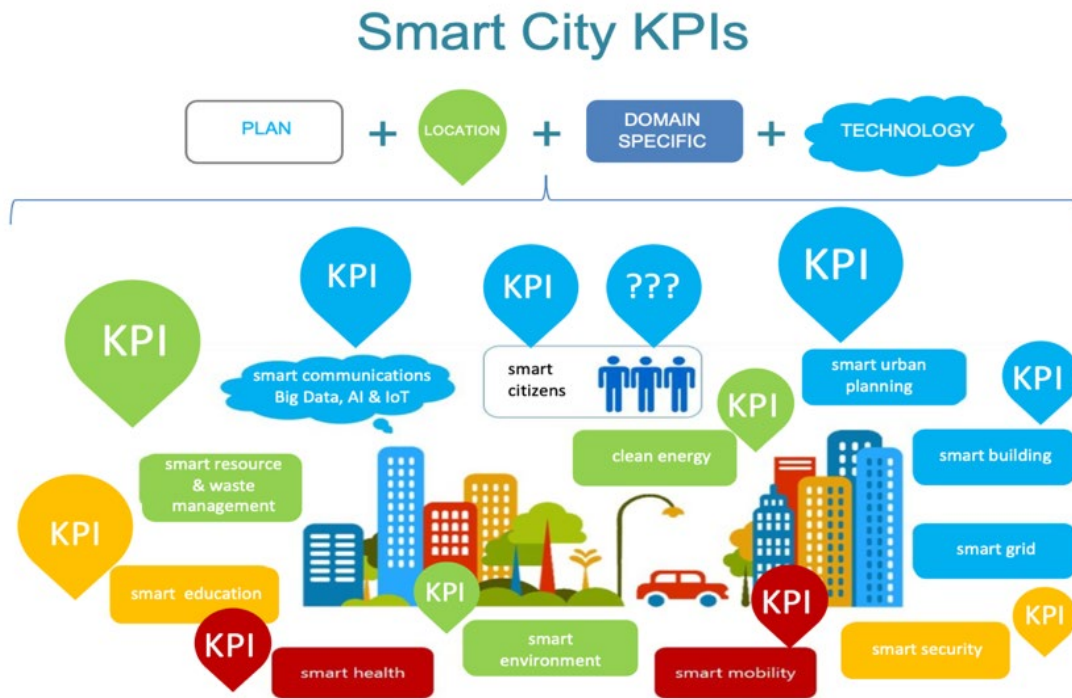 Smart City KPIs
PLAN + LOCATION + DOMAIN SPECIFIC + TECHNOLOGY
KPI
KPI
KPI
???
KPI
smart communications
Big Data, AI & IoT
smart
citizens
smart urban
planning
KPI
KPI
clean energy
smart building
smart resource
& waste
management
KPI
smart grid
smart education
KPI
KPI
KPI
KPI
smart health
smart
environment
smart mobility
smart security